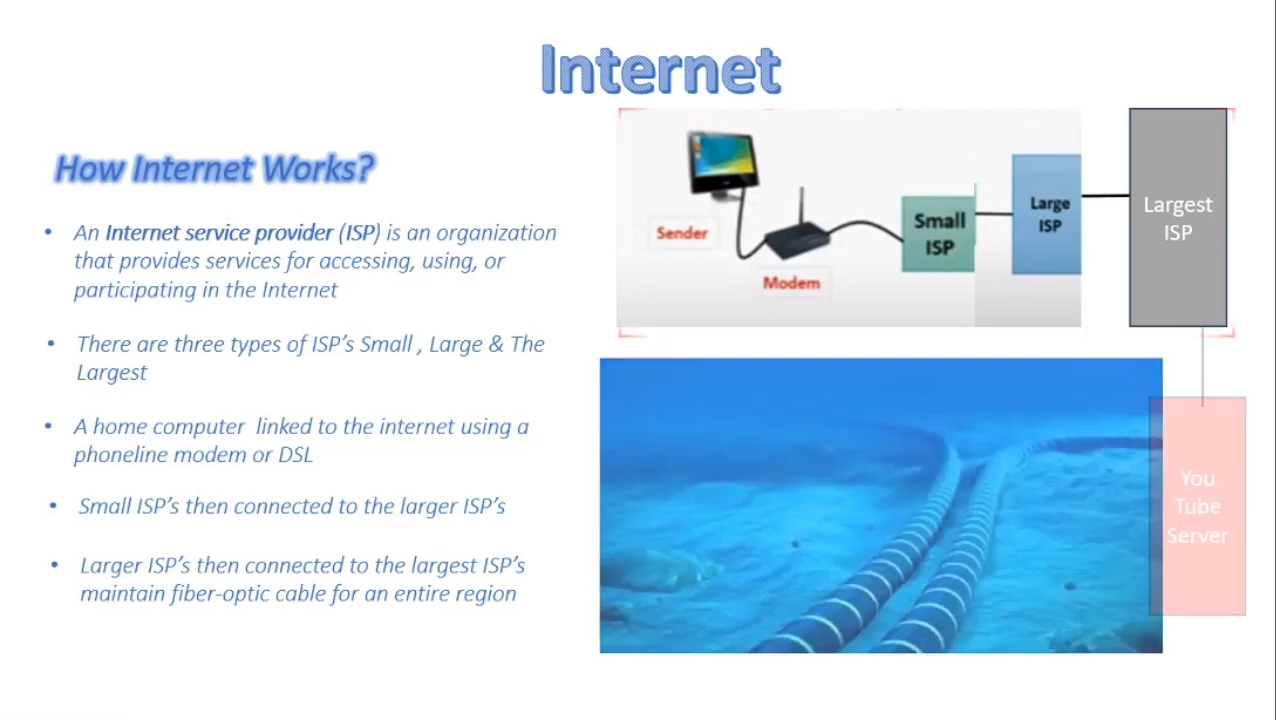 Internet
How Internet Works?
• An Internet service provider (ISP) is an organization
that provides services for accessing, using, or
participating in the Internet
• There are three types of ISP’s Small , Large & The
Largest
• A home computer  linked to the internet using a
phoneline modem or DSL
• Small ISP’s then connected to the larger ISP’s
• Larger ISP’s then connected to the largest ISP’s
maintain fiber-optic cable for an entire region
Sender
Modem
Small
ISP
Large
ISP
Largest
ISP
You
Tube
Server